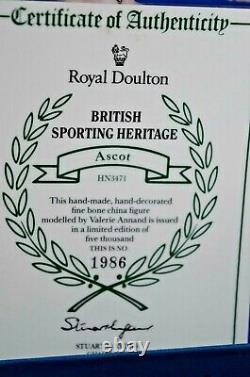 Certificate of Authenticity
Royal Doulton
BRITISH
SPORTING HERITAGE
Ascot
HN3471
This hand-made, hand-decorated
fine bone china figure
modelled by Valerie Annand is issued
in a limited edition of
five thousand
THIS IS NO
1986